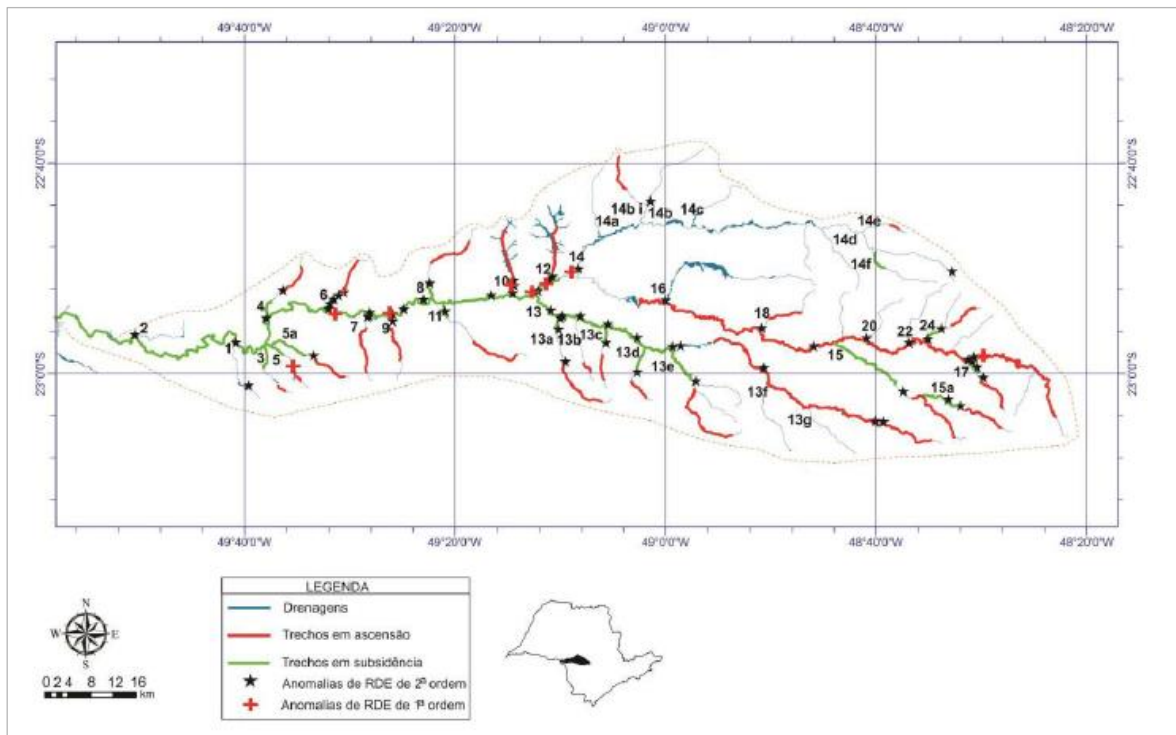 49°40'0"W 49°20'0"W 49°00'0"W 48°40'0"W 48°20'0"W
22°40'0"S 22°40'0"S
14b i 14b
14a 14c
14e
14d
14f
12 14
10
16
6
8
4
2
7 9 11
13
18
20 22 24
5a
1 3 5
13a 13b 13c
13d
13e
13f
13g
15
15a
17
23°00'0"S 23°00'0"S
49°40'0"W 49°20'0"W 49°00'0"W 48°40'0"W 48°20'0"W
LEGENDA
Drenagens
Trechos em ascensão
Trechos em subsidência
Anomalias de RDE de 2ª ordem
Anomalias de RDE de 1ª ordem
N
W E
S
0 2 4 8 12 16
km